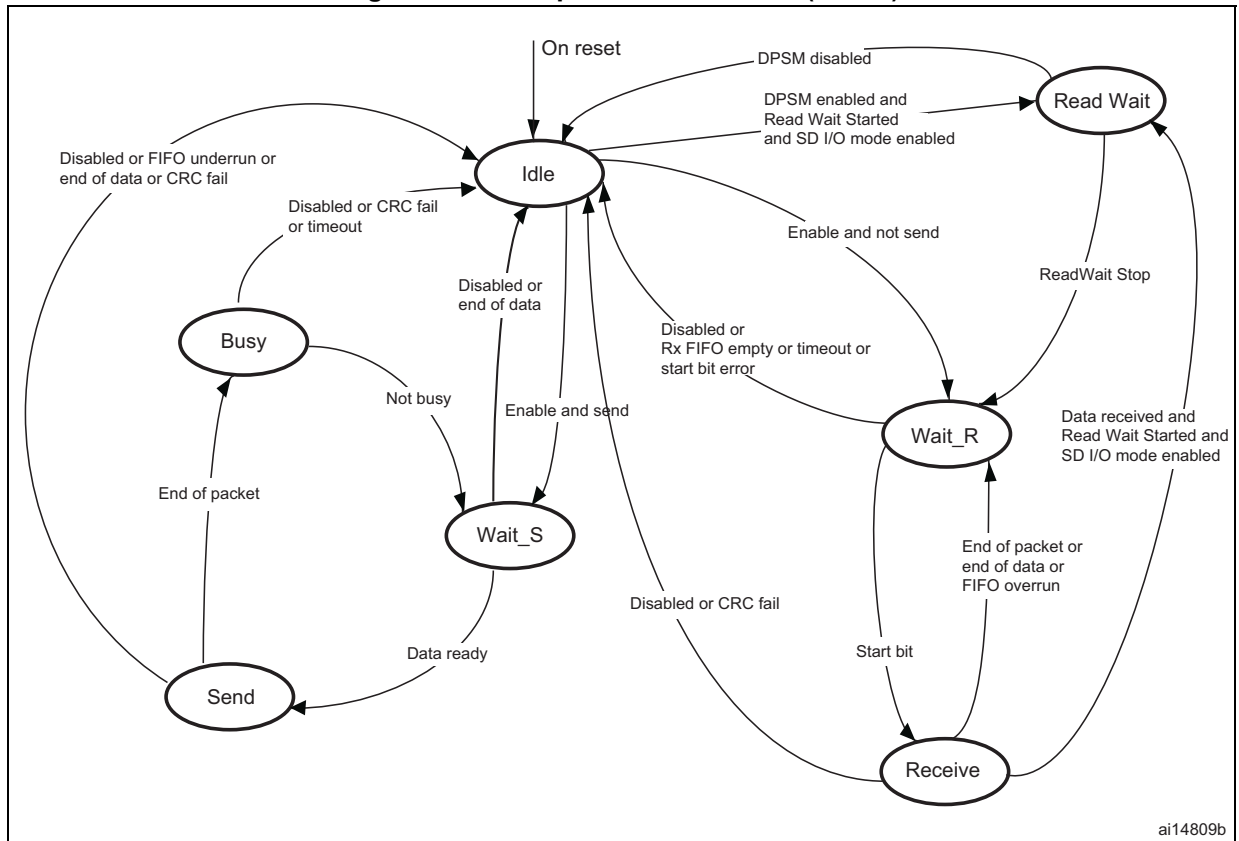 On reset
DPSM disabled
Read Wait
DPSM enabled and
Read Wait Started
and SD I/O mode enabled
Disabled or FIFO underrun or
end of data or CRC fail
Idle
Disabled or CRC fail
or timeout
Enable and not send
ReadWait Stop
Disabled or
end of data
Disabled or
Rx FIFO empty or timeout or
start bit error
Busy
Not busy
Enable and send
Data received and
Read Wait Started and
SD I/O mode enabled
Wait_R
End of packet
Wait_S
End of packet or
end of data or
FIFO overrun
Disabled or CRC fail
Data ready
Start bit
Send
Receive
ai14809b